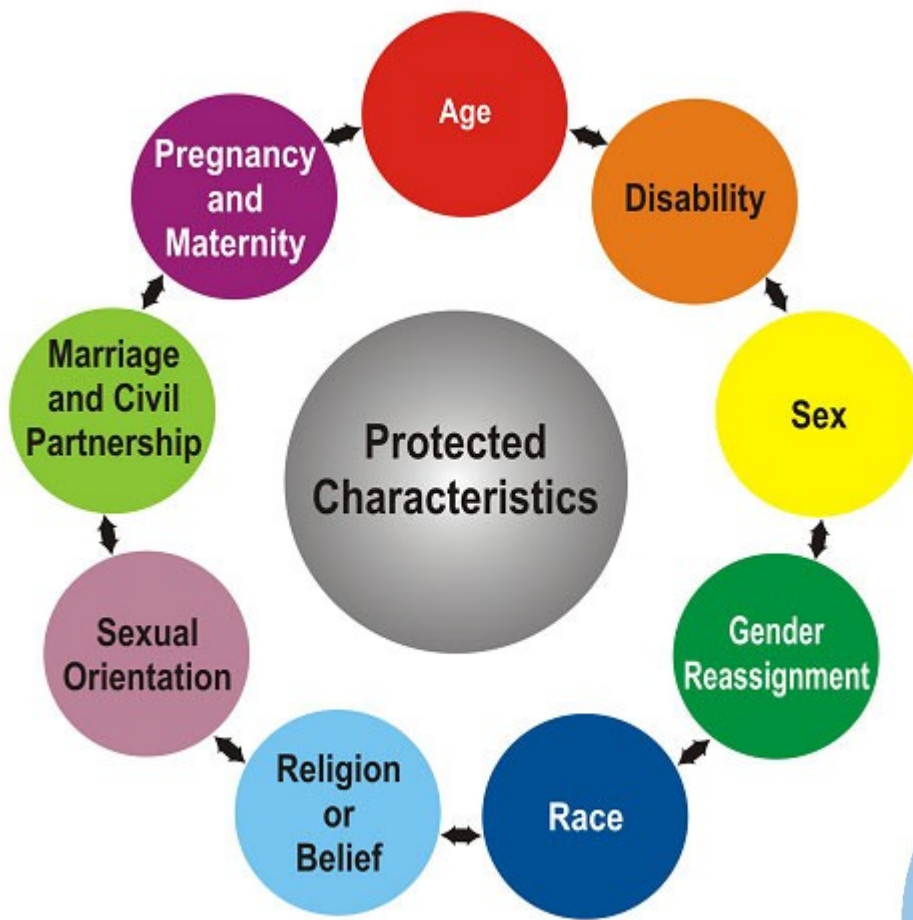 Age
Disability
Sex
Gender
Reassignment
Race
Religion
or
Belief
Sexual
Orientation
Marriage
and Civil
Partnership
Pregnancy
and
Maternity
Protected
Characteristics